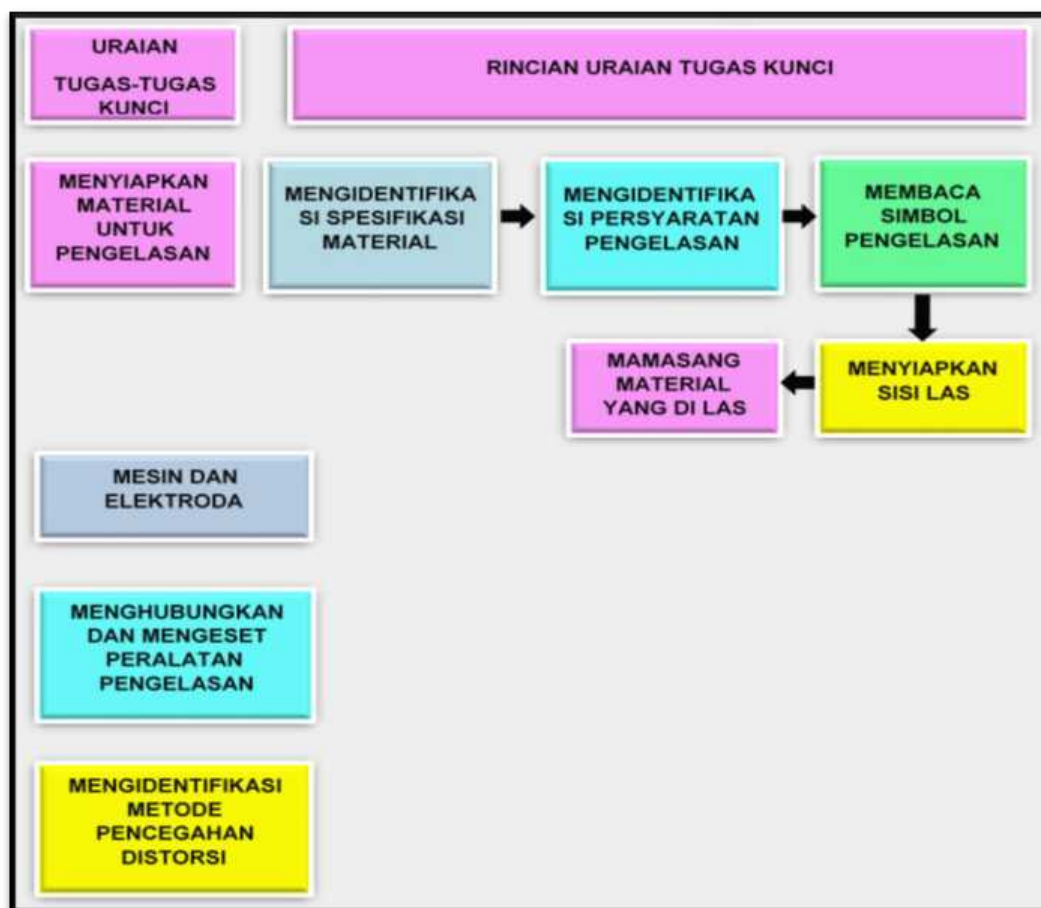 URAIAN
TUGAS-TUGAS
KUNCI
RINCIAN URAIAN TUGAS KUNCI
MENYIAPKAN
MATERIAL
UNTUK
PENGELASAN
MENGIDENTIFIKA
SI SPESIFIKASI
MATERIAL
MENGIDENTIFIKA
SI PERSYARATAN
PENGELASAN
MEMBACA
SIMBOL
PENGELASAN
MAMASANG
MATERIAL
YANG DI LAS
MENYIAPKAN
SISI LAS
MESIN DAN
ELEKTRODA
MENGHUBUNGKAN
DAN MENGESET
PERALATAN
PENGELASAN
MENGIDENTIFIKASI
METODE
PENCEGAHAN
DISTORSI